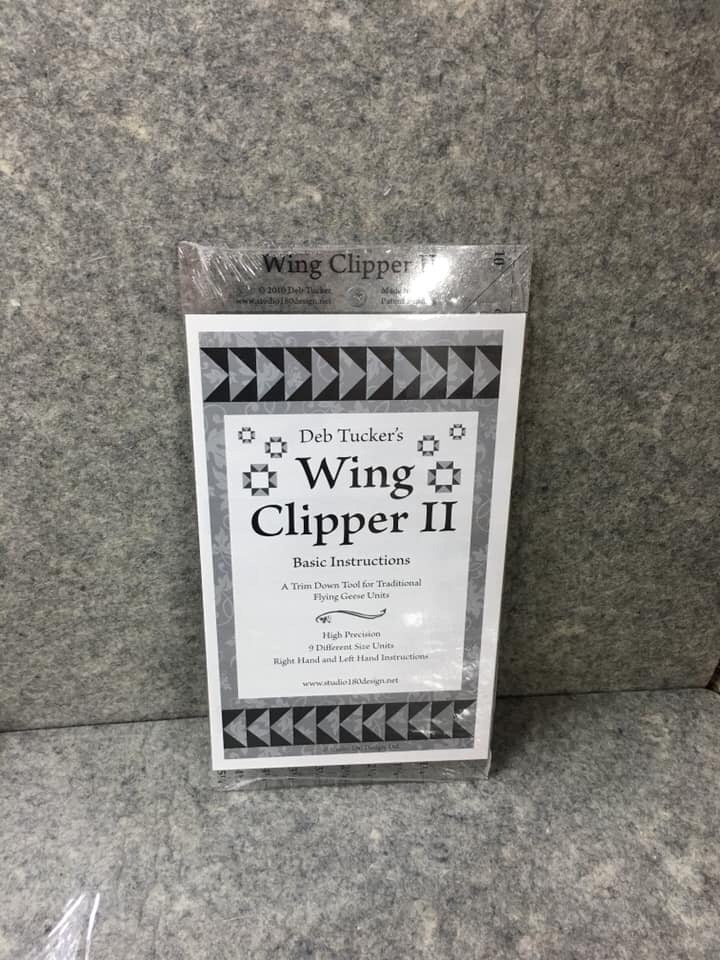 Wing Clipper II
© 2010 Deb Tucker
www.studio180design.net
10
Deb Tucker's
Wing
Clipper II
Basic Instructions
A Trim Down Tool for Traditional
Flying Geese Units
High Precision
9 Different Size Units
Right Hand and Left Hand Instructions
www.studio180design.net